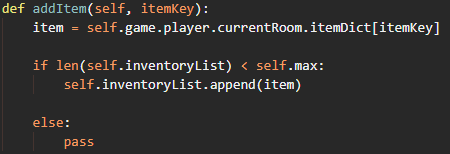 def addItem(self, itemKey):
    item = self.game.player.currentRoom.itemDict[itemKey]

    if len(self.inventoryList) < self.max:
        self.inventoryList.append(item)

    else:
        pass